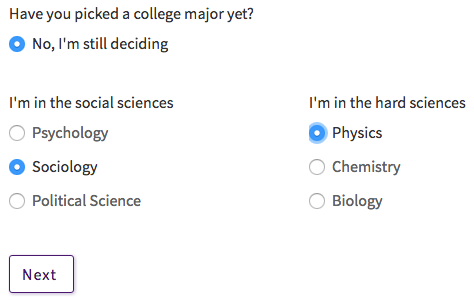 Have you picked a college major yet?
No, I'm still deciding
I'm in the social sciences
Psychology
Sociology
Political Science
I'm in the hard sciences
Physics
Chemistry
Biology
Next